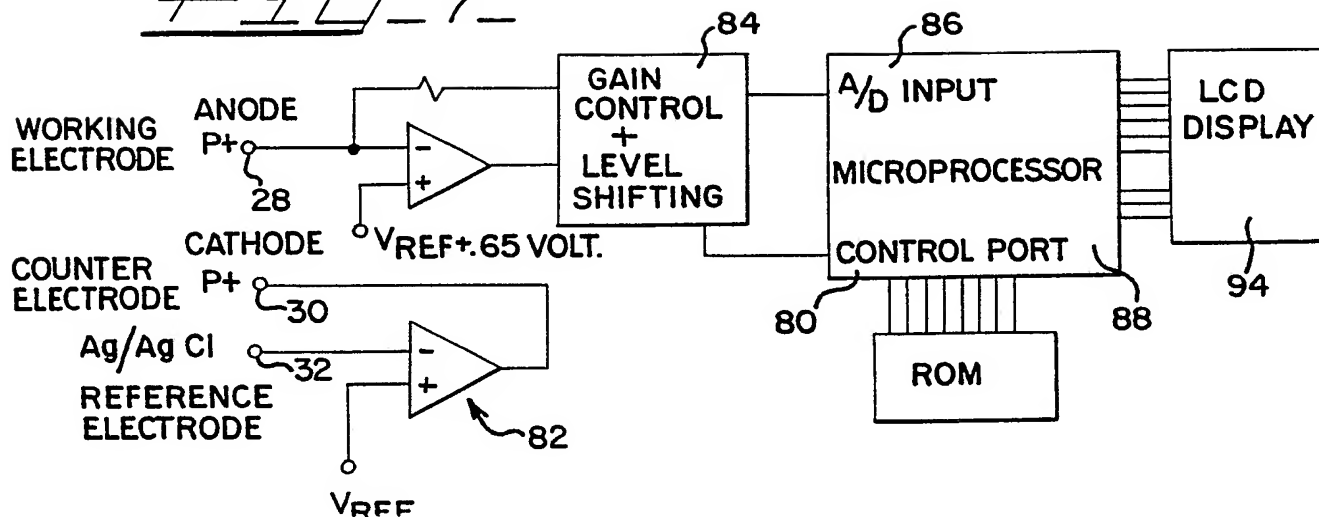 84
86
GAIN
CONTROL
+
LEVEL
SHIFTING
A/D INPUT
MICROPROCESSOR
CONTROL PORT
LCD
DISPLAY
ANODE
WORKING
ELECTRODE
P+
28
-
+
VREF+.65 VOLT.
CATHODE
COUNTER
ELECTRODE
P+
30
Ag/Ag Cl
32
REFERENCE
ELECTRODE
-
+
82
VREF
80
88
94
ROM